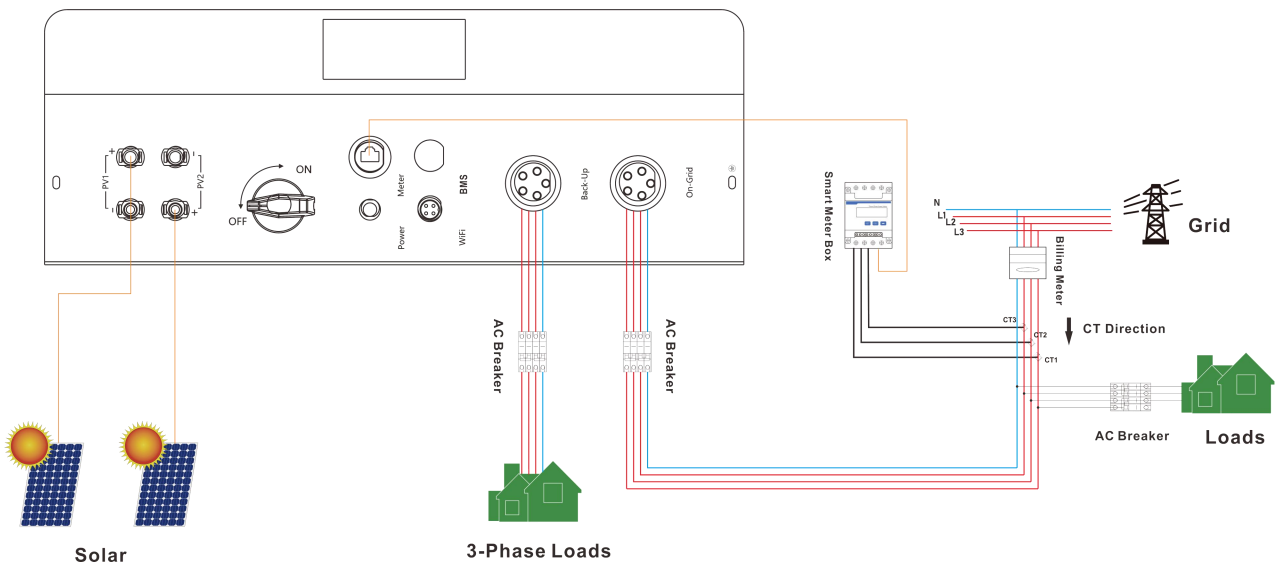 +
-
PV1
PV2
-
+
ON
OFF
Meter
BMS
Power
WiFi
Back-Up
On-Grid
Smart Meter Box
N
L1
L2
L3
Grid
Billing Meter
AC Breaker
AC Breaker
CT3
CT2
CT1
CT Direction
AC Breaker
Loads
Solar
3-Phase Loads